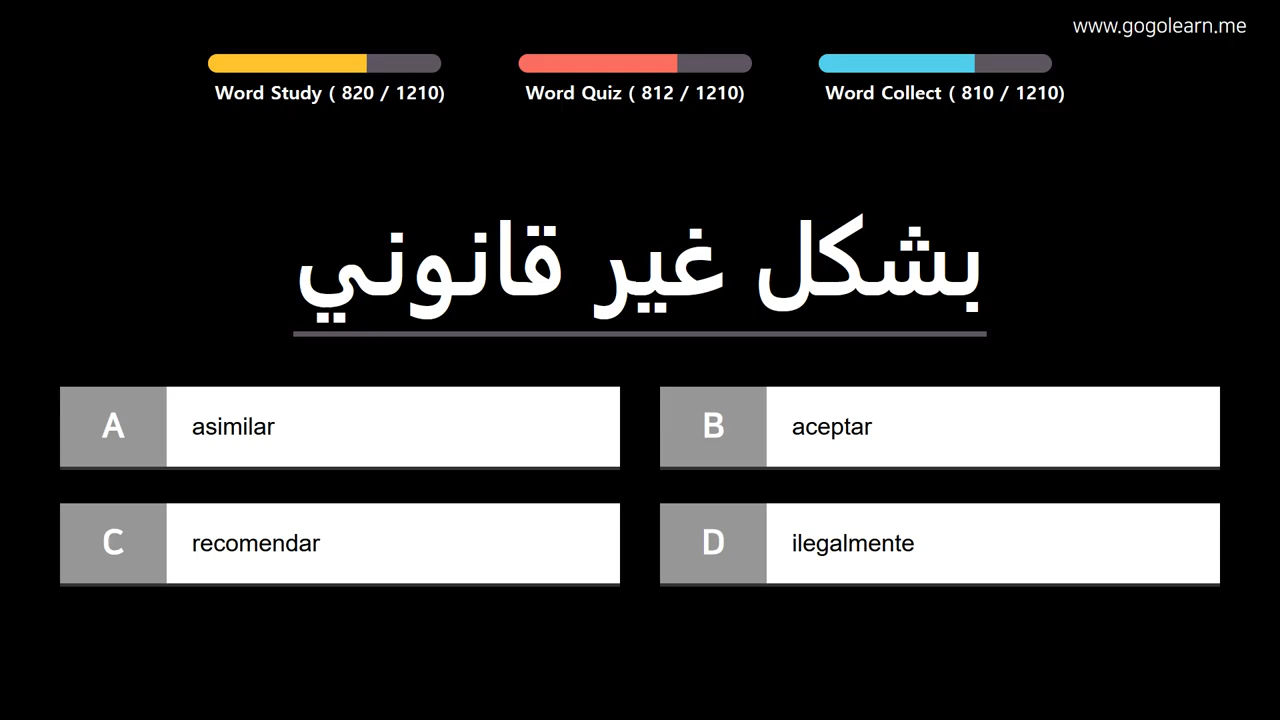 www.gogolearn.me
Word Study ( 820 / 1210)
Word Quiz ( 812 / 1210)
Word Collect ( 810 / 1210)
بشكل غير قانوني
A
asimilar
B
aceptar
C
recomendar
D
ilegalmente